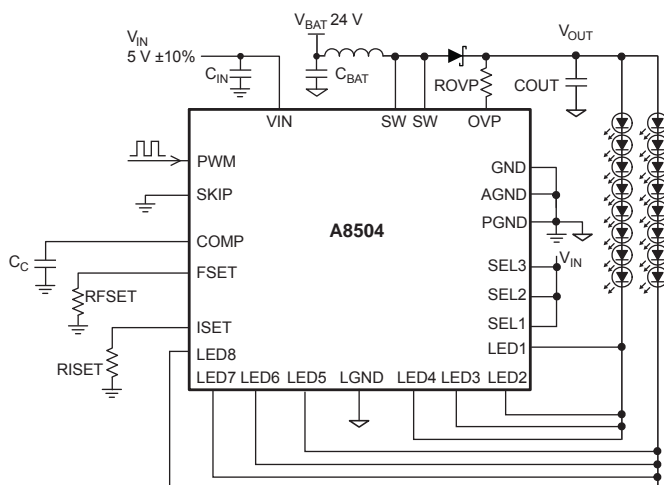 V_BAT 24 V
V_IN
5 V ±10%
C_IN
C_BAT
ROVP
COUT
V_OUT
VIN
SW
SW
OVP
PWM
SKIP
COMP
FSET
ISET
LED8
A8504
GND
AGND
PGND
SEL3
SEL2
SEL1
V_IN
LED1
C_C
RFSET
RISET
LED7
LED6
LED5
LGND
LED4
LED3
LED2